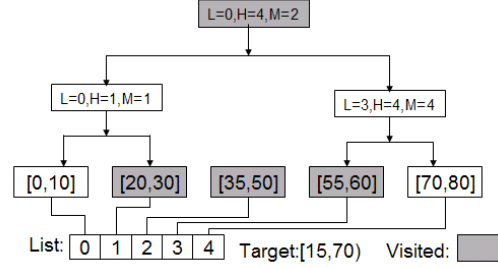 L=0,H=4,M=2
L=0,H=1,M=1
L=3,H=4,M=4
[0,10] [20,30] [35,50] [55,60] [70,80]
List: 0 1 2 3 4 Target:[15,70) Visited: